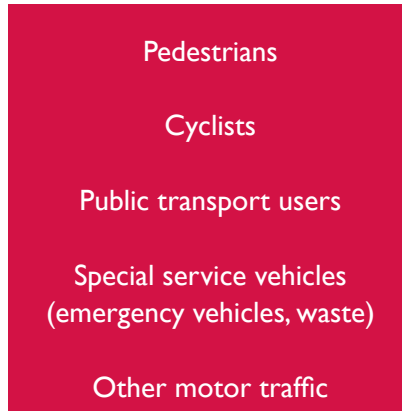 Pedestrians
Cyclists
Public transport users
Special service vehicles
(emergency vehicles, waste)
Other motor traffic